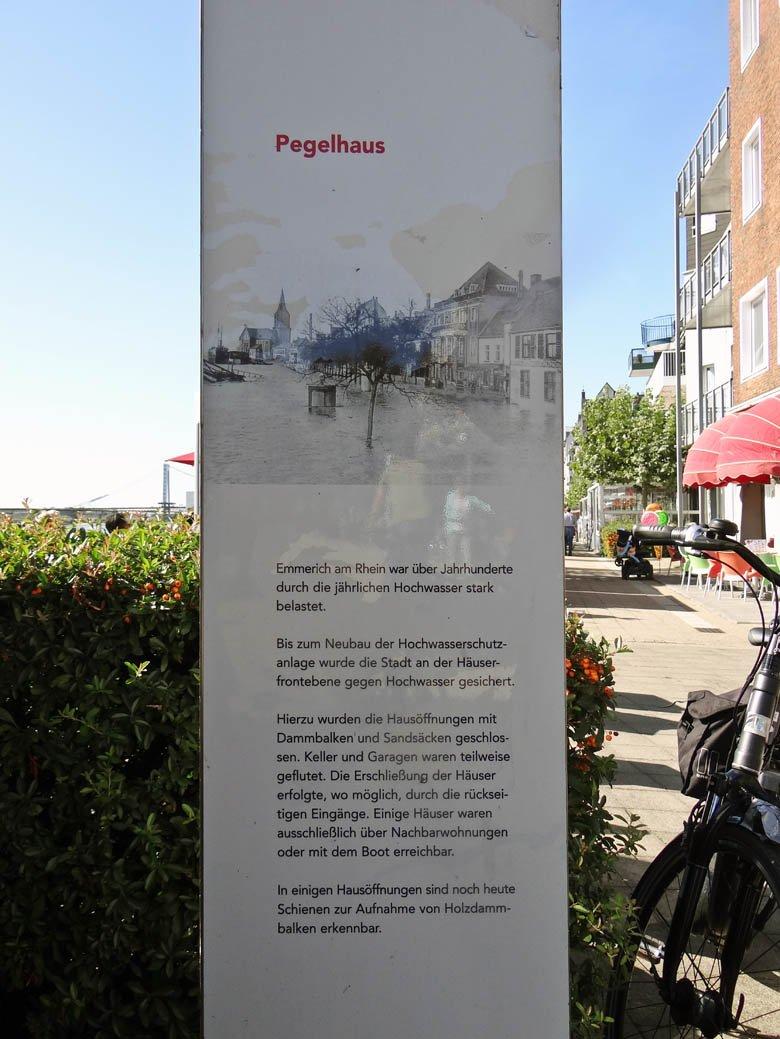 Pegelhaus
Emmerich am Rhein war über Jahrhunderte
durch die jährlichen Hochwasser stark
belastet.
Bis zum Neubau der Hochwasserschutz-
anlage wurde die Stadt an der Häuser-
frontebene gegen Hochwasser gesichert.
Hierzu wurden die Hausöffnungen mit
Dammbalken und Sandsäcken geschlos-
sen. Keller und Garagen waren teilweise
geflutet. Die Erschließung der Häuser
erfolgte, wo möglich, durch die rücksei-
tigen Eingänge. Einige Häuser waren
ausschließlich über Nachbarwohnungen
oder mit dem Boot erreichbar.
In einigen Hausöffnungen sind noch heute
Schienen zur Aufnahme von Holzdamm-
balken erkennbar.